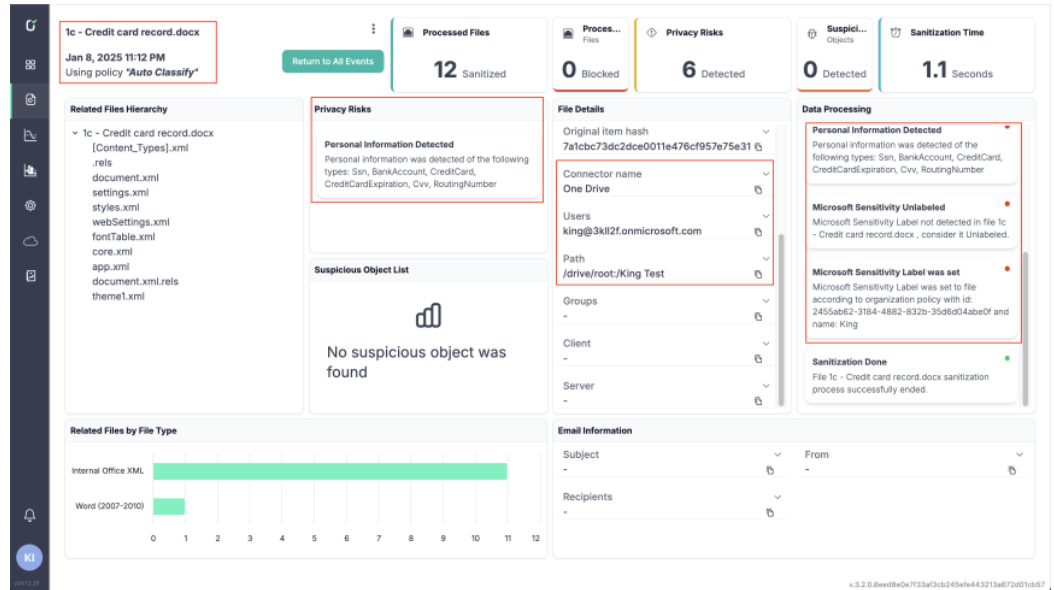 1c - Credit card record.docx
Jan 8, 2025 11:12 PM
Using policy "Auto Classify"
Return to All Events
Processed Files
12 Sanitized
Proces...
Files
0 Blocked
Privacy Risks
6 Detected
Suspici...
Objects
0 Detected
Sanitization Time
1.1 Seconds
Related Files Hierarchy
1c - Credit card record.docx
[Content_Types].xml
.rels
document.xml
settings.xml
styles.xml
webSettings.xml
fontTable.xml
core.xml
app.xml
document.xml.rels
theme1.xml
Privacy Risks
Personal Information Detected
Personal information was detected of the following
types: Ssn, BankAccount, CreditCard,
CreditCardExpiration, Cvv, RoutingNumber
Suspicious Object List
No suspicious object was
found
File Details
Original item hash
7a1cbc73dc2dce0011e476cf957e75e31
Connector name
One Drive
Users
king@3kll2f.onmicrosoft.com
Path
/drive/root:/King Test
Groups
-
Client
-
Server
-
Data Processing
Personal Information Detected
Personal information was detected of the
following types: Ssn, BankAccount, CreditCard,
CreditCardExpiration, Cvv, RoutingNumber
Microsoft Sensitivity Unlabeled
Microsoft Sensitivity Label not detected in file 1c
- Credit card record.docx , consider it Unlabeled.
Microsoft Sensitivity Label was set
Microsoft Sensitivity Label was set to file
according to organization policy with id:
2455ab62-3184-4882-832b-35d6d04abe0f and
name: King
Sanitization Done
File 1c - Credit card record.docx sanitization
process successfully ended.
Related Files by File Type
Internal Office XML
Word (2007-2010)
0 1 2 3 4 5 6 7 8 9 10 11 12
Email Information
Subject
-
From
-
Recipients
-
KI
v24.12.29
v:3.2.0.8eed8e0e7f33af3cb245efe443213a672d01cb57